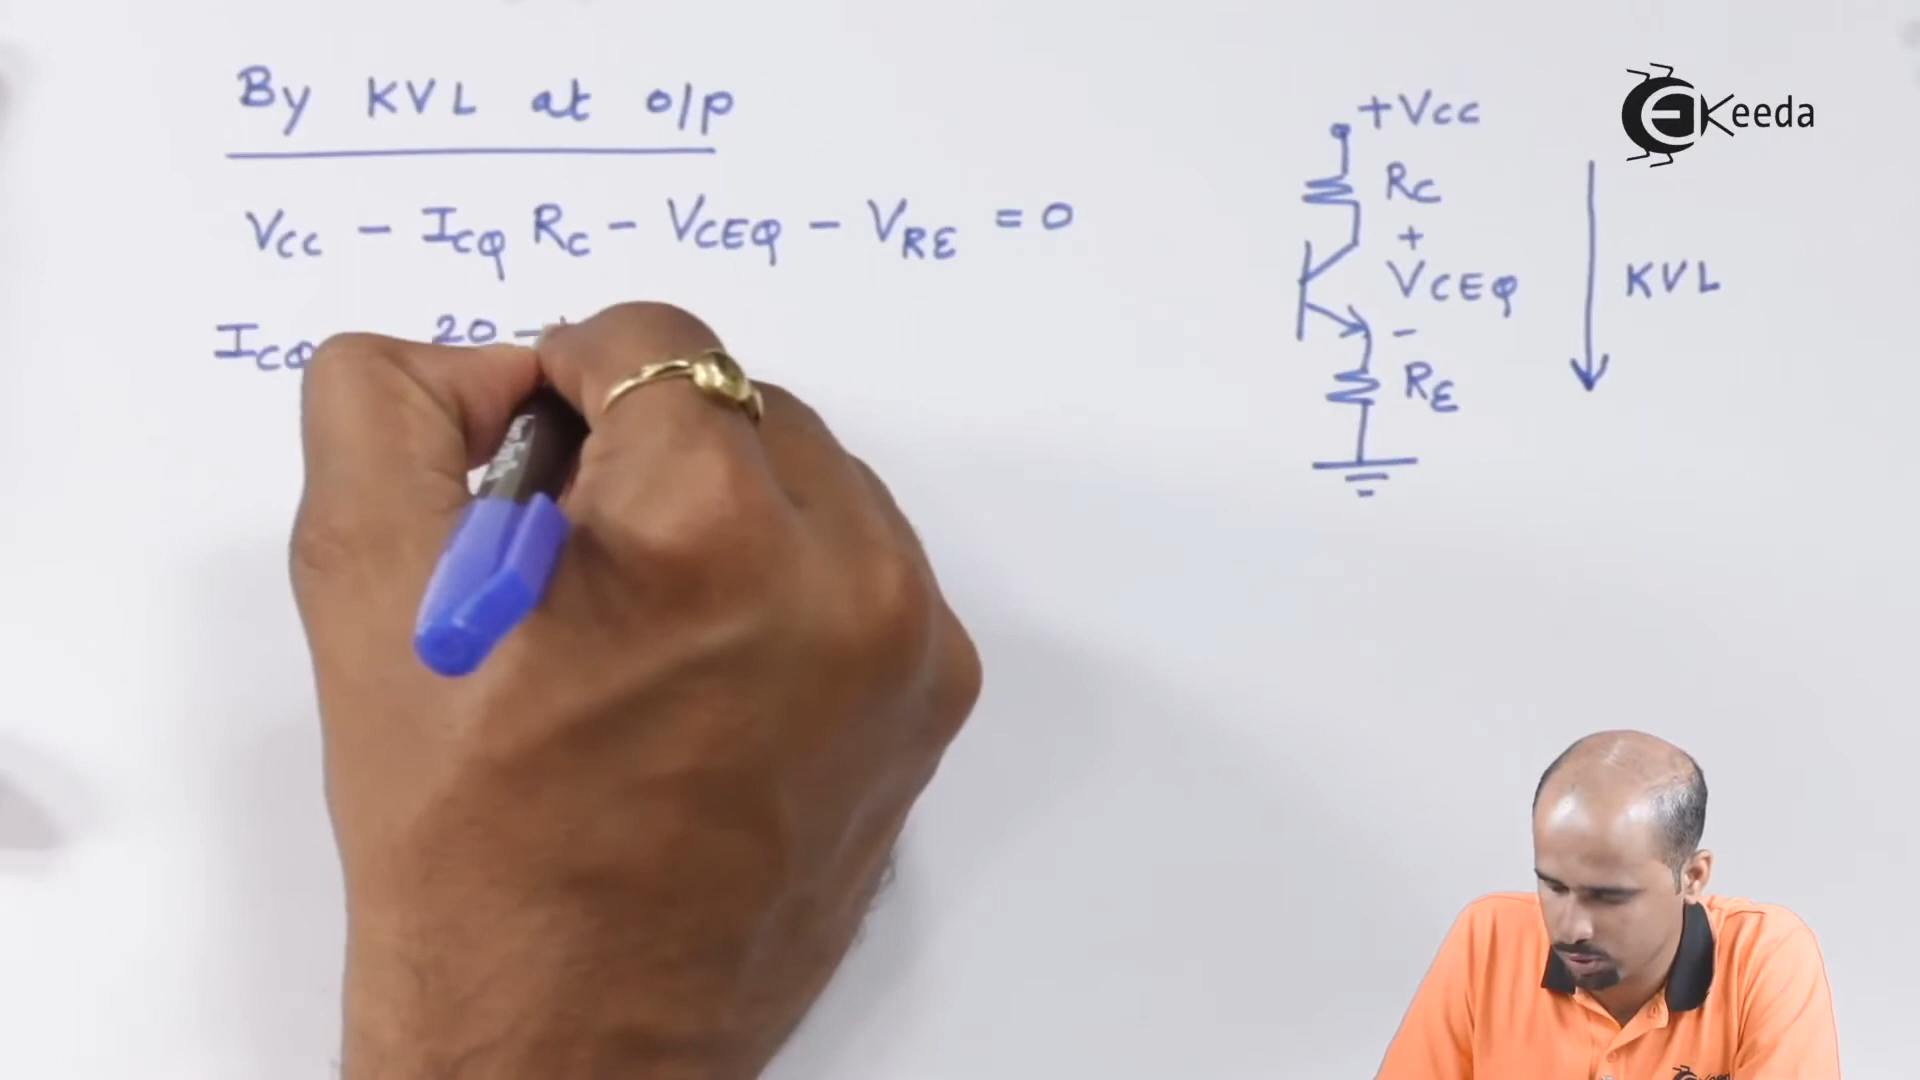 By KVL at o/p
VCC - ICQ RC - VCEQ - VRE = 0
ICQ 20 -
+VCC
RC
+
VCEQ
-
RE
KVL
EKeeda